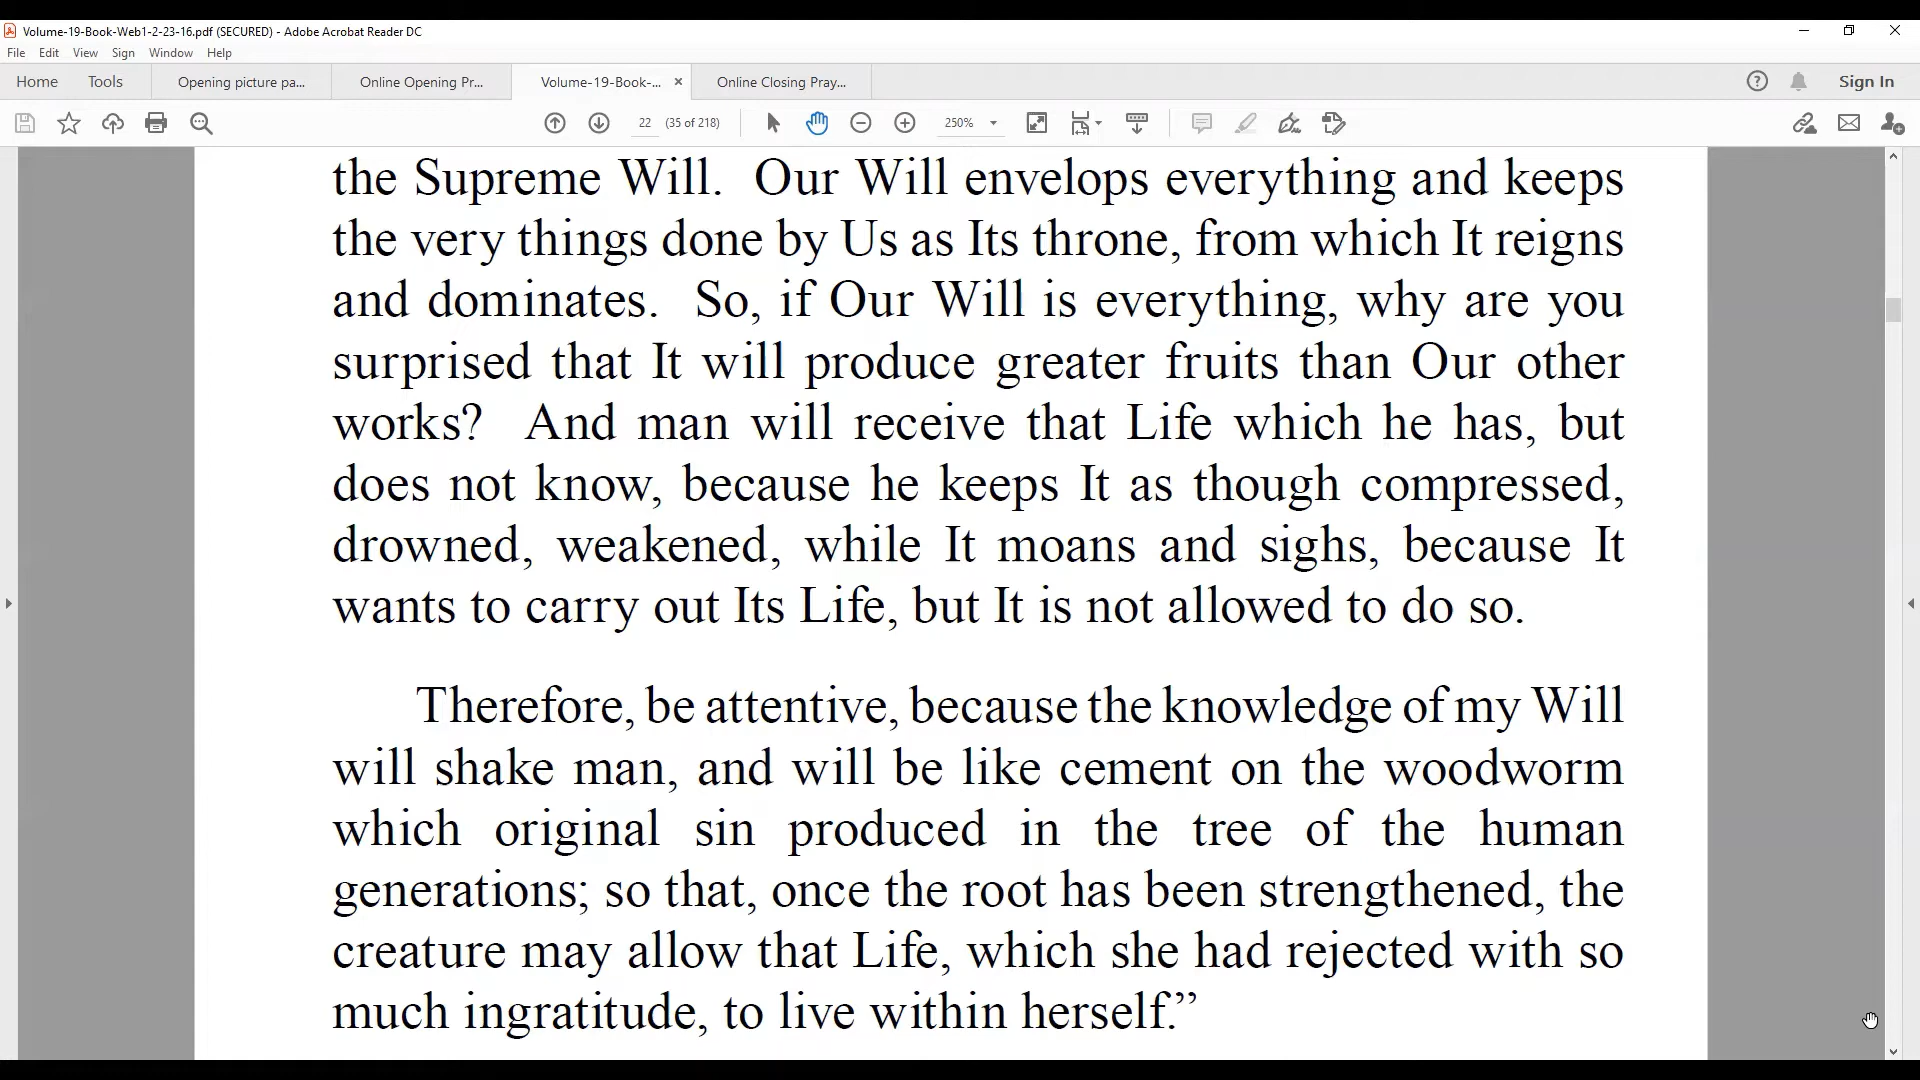 Volume-19-Book-Web1-2-23-16.pdf (SECURED) - Adobe Acrobat Reader DC
File Edit View Sign Window Help
Home Tools Opening picture pa... Online Opening Pr... Volume-19-Book-... × Online Closing Pray... Sign In
22 (35 of 218) 250%
the Supreme Will. Our Will envelops everything and keeps
the very things done by Us as Its throne, from which It reigns
and dominates. So, if Our Will is everything, why are you
surprised that It will produce greater fruits than Our other
works? And man will receive that Life which he has, but
does not know, because he keeps It as though compressed,
drowned, weakened, while It moans and sighs, because It
wants to carry out Its Life, but It is not allowed to do so.
Therefore, be attentive, because the knowledge of my Will
will shake man, and will be like cement on the woodworm
which original sin produced in the tree of the human
generations; so that, once the root has been strengthened, the
creature may allow that Life, which she had rejected with so
much ingratitude, to live within herself.”